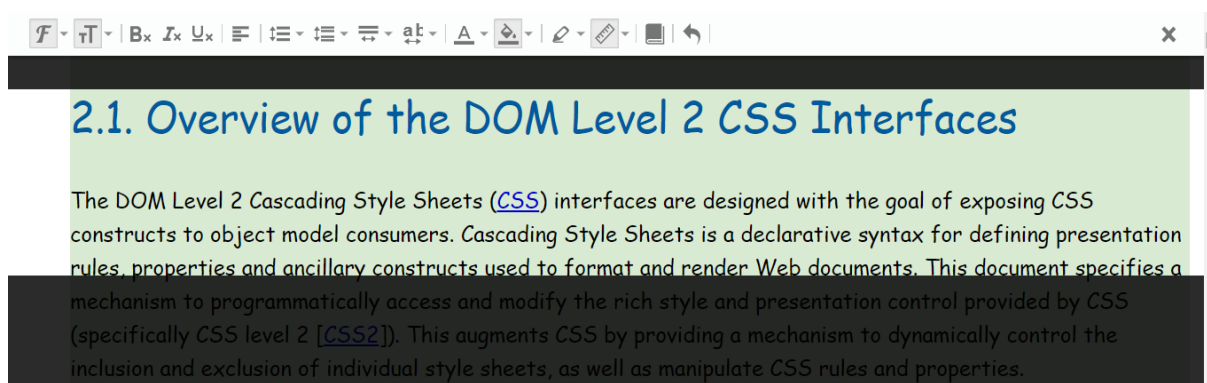 F TT Bx Ix Ux ab A
2.1. Overview of the DOM Level 2 CSS Interfaces
The DOM Level 2 Cascading Style Sheets (CSS) interfaces are designed with the goal of exposing CSS
constructs to object model consumers. Cascading Style Sheets is a declarative syntax for defining presentation
rules, properties and ancillary constructs used to format and render Web documents. This document specifies a
mechanism to programmatically access and modify the rich style and presentation control provided by CSS
(specifically CSS level 2 [CSS2]). This augments CSS by providing a mechanism to dynamically control the
inclusion and exclusion of individual style sheets, as well as manipulate CSS rules and properties.